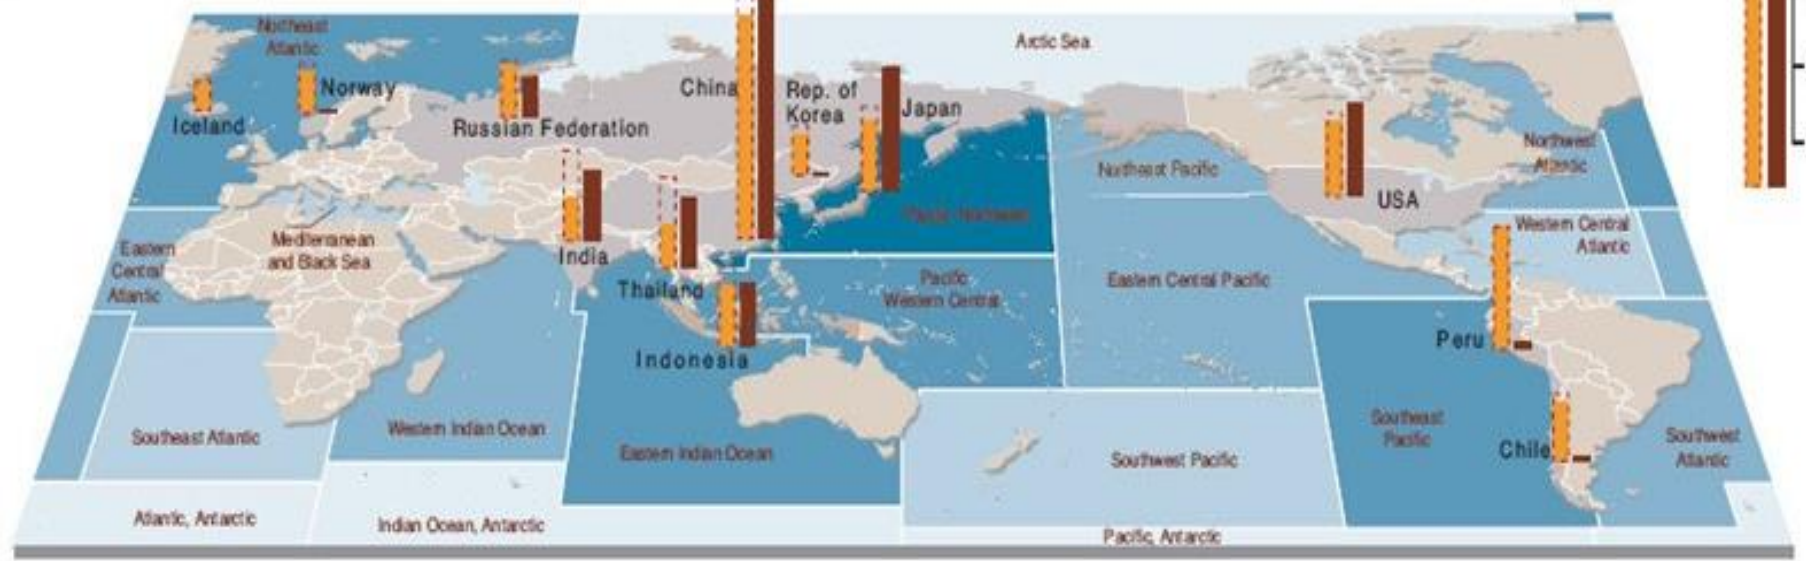 Northeast
Atlantic
Arctic Sea
Norway
China
Rep. of
Korea
Japan
Iceland
Russian Federation
Northeast Pacific
Northwest
Atlantic
USA
Pacific Northwest
Mediterranean
and Black Sea
Eastern
Central
Atlantic
India
Western Central
Atlantic
Thailand
Pacific
Western Central
Eastern Central Pacific
Indonesia
Peru
Southeast Atlantic
Western Indian Ocean
Eastern Indian Ocean
Southwest Pacific
Southeast
Pacific
Chile
Southwest
Atlantic
Atlantic, Antarctic
Indian Ocean, Antarctic
Pacific, Antarctic